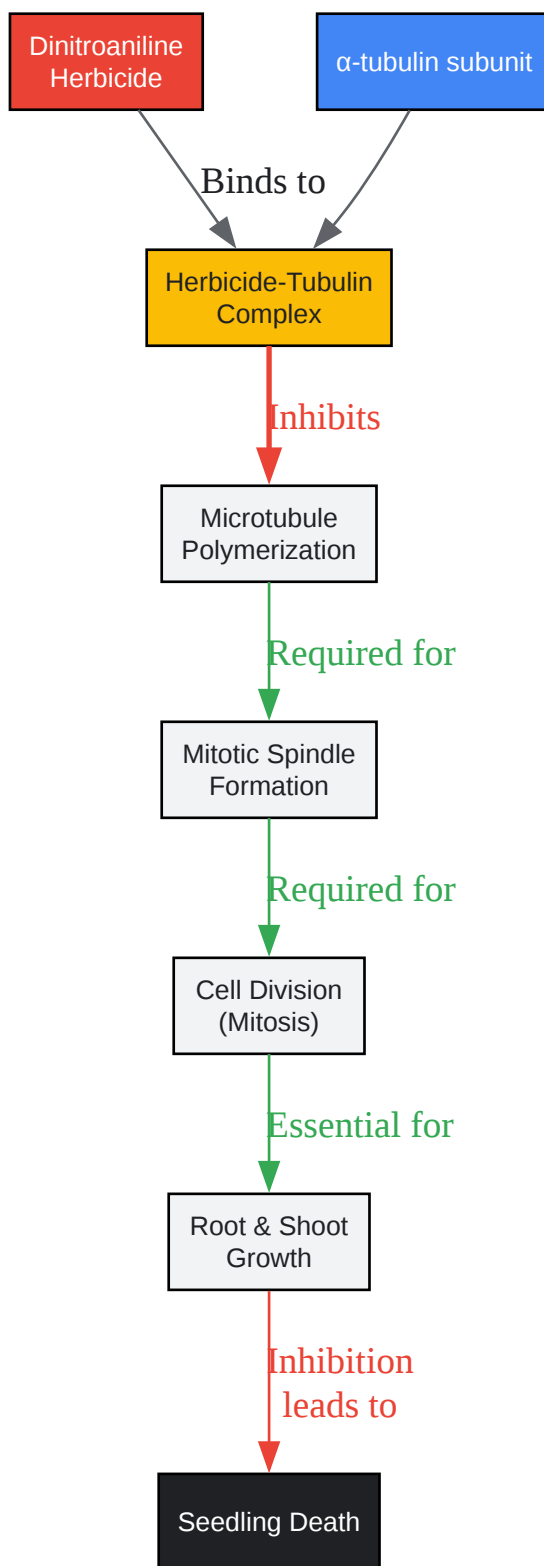 Dinitroaniline
Herbicide
α-tubulin subunit
Binds to
Herbicide-Tubulin
Complex
Inhibits
Microtubule
Polymerization
Required for
Mitotic Spindle
Formation
Required for
Cell Division
(Mitosis)
Essential for
Root & Shoot
Growth
Inhibition
leads to
Seedling Death